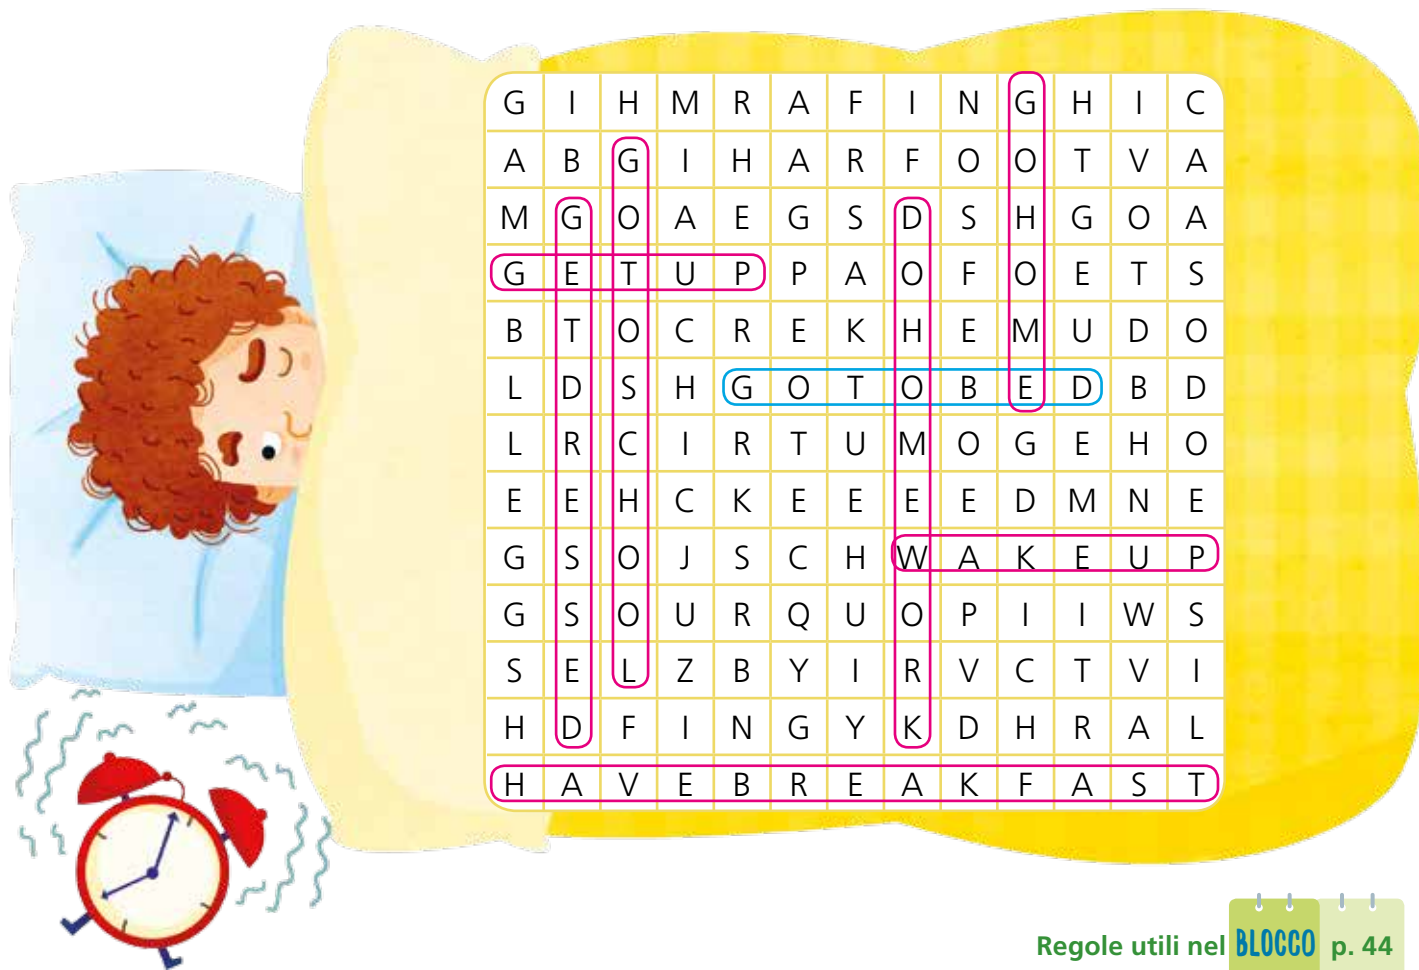 G I H M R A F I N G H I C
A B G I H A R F O O T V A
M G O A E G S D S H G O A
G E T U P P A O F O E T S
B T O C R E K H E M U D O
L D S H G O T O B E D B D
L R C I R T U M O G E H O
E E H C K E E E E D M N E
G S O J S C H W A K E U P
G S O U R Q U O P I I W S
S E L Z B Y I R V C T V I
H D F I N G Y K D H R A L
H A V E B R E A K F A S T
Regole utili nel BLOCCO p. 44